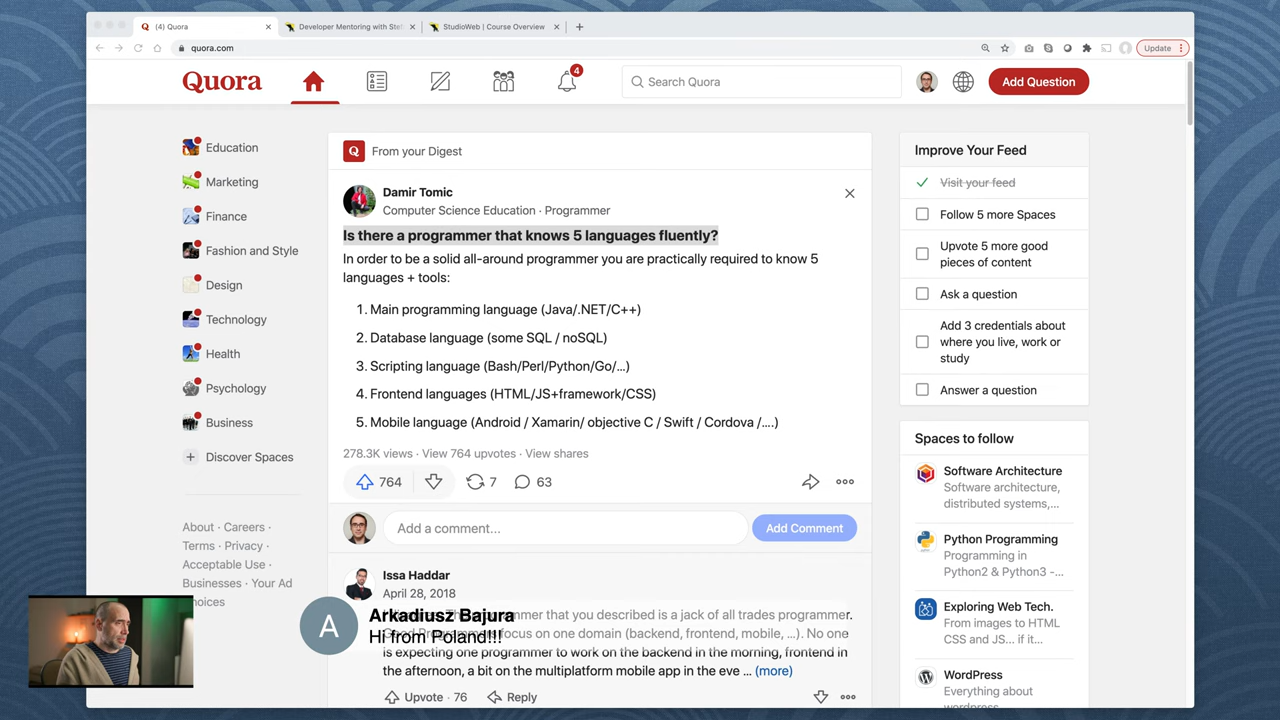 (4) Quora
Developer Mentoring with Ste
StudioWeb | Course Overview
quora.com
Update
Quora
4
Search Quora
Add Question
Education
Marketing
Finance
Fashion and Style
Design
Technology
Health
Psychology
Business
Discover Spaces
About · Careers ·
Terms · Privacy ·
Acceptable Use ·
Businesses · Your Ad
hoices
From your Digest
Damir Tomic
Computer Science Education · Programmer
Is there a programmer that knows 5 languages fluently?
In order to be a solid all-around programmer you are practically required to know 5
languages + tools:
1. Main programming language (Java/.NET/C++)
2. Database language (some SQL / noSQL)
3. Scripting language (Bash/Perl/Python/Go/...)
4. Frontend languages (HTML/JS+framework/CSS)
5. Mobile language (Android / Xamarin/ objective C / Swift / Cordova /....)
278.3K views · View 764 upvotes · View shares
764
7
63
Add a comment...
Add Comment
Issa Haddar
April 28, 2018
programmer that you described is a jack of all trades programmer.
focus on one domain (backend, frontend, mobile, ...). No one
is expecting one programmer to work on the backend in the morning, frontend in
the afternoon, a bit on the multiplatform mobile app in the eve ... (more)
Upvote · 76
Reply
A
Arkadiusz Bajura
Hi from Poland!!!
Improve Your Feed
Visit your feed
Follow 5 more Spaces
Upvote 5 more good
pieces of content
Ask a question
Add 3 credentials about
where you live, work or
study
Answer a question
Spaces to follow
Software Architecture
Software architecture,
distributed systems,...
Python Programming
Programming in
Python2 & Python3 -...
Exploring Web Tech.
From images to HTML
CSS and JS... if it...
WordPress
Everything about
wordpress